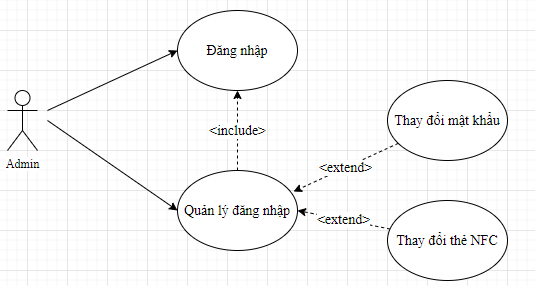 Đăng nhập
<include>
Admin
Thay đổi mật khẩu
<extend>
Quản lý đăng nhập
<extend>
Thay đổi thẻ NFC